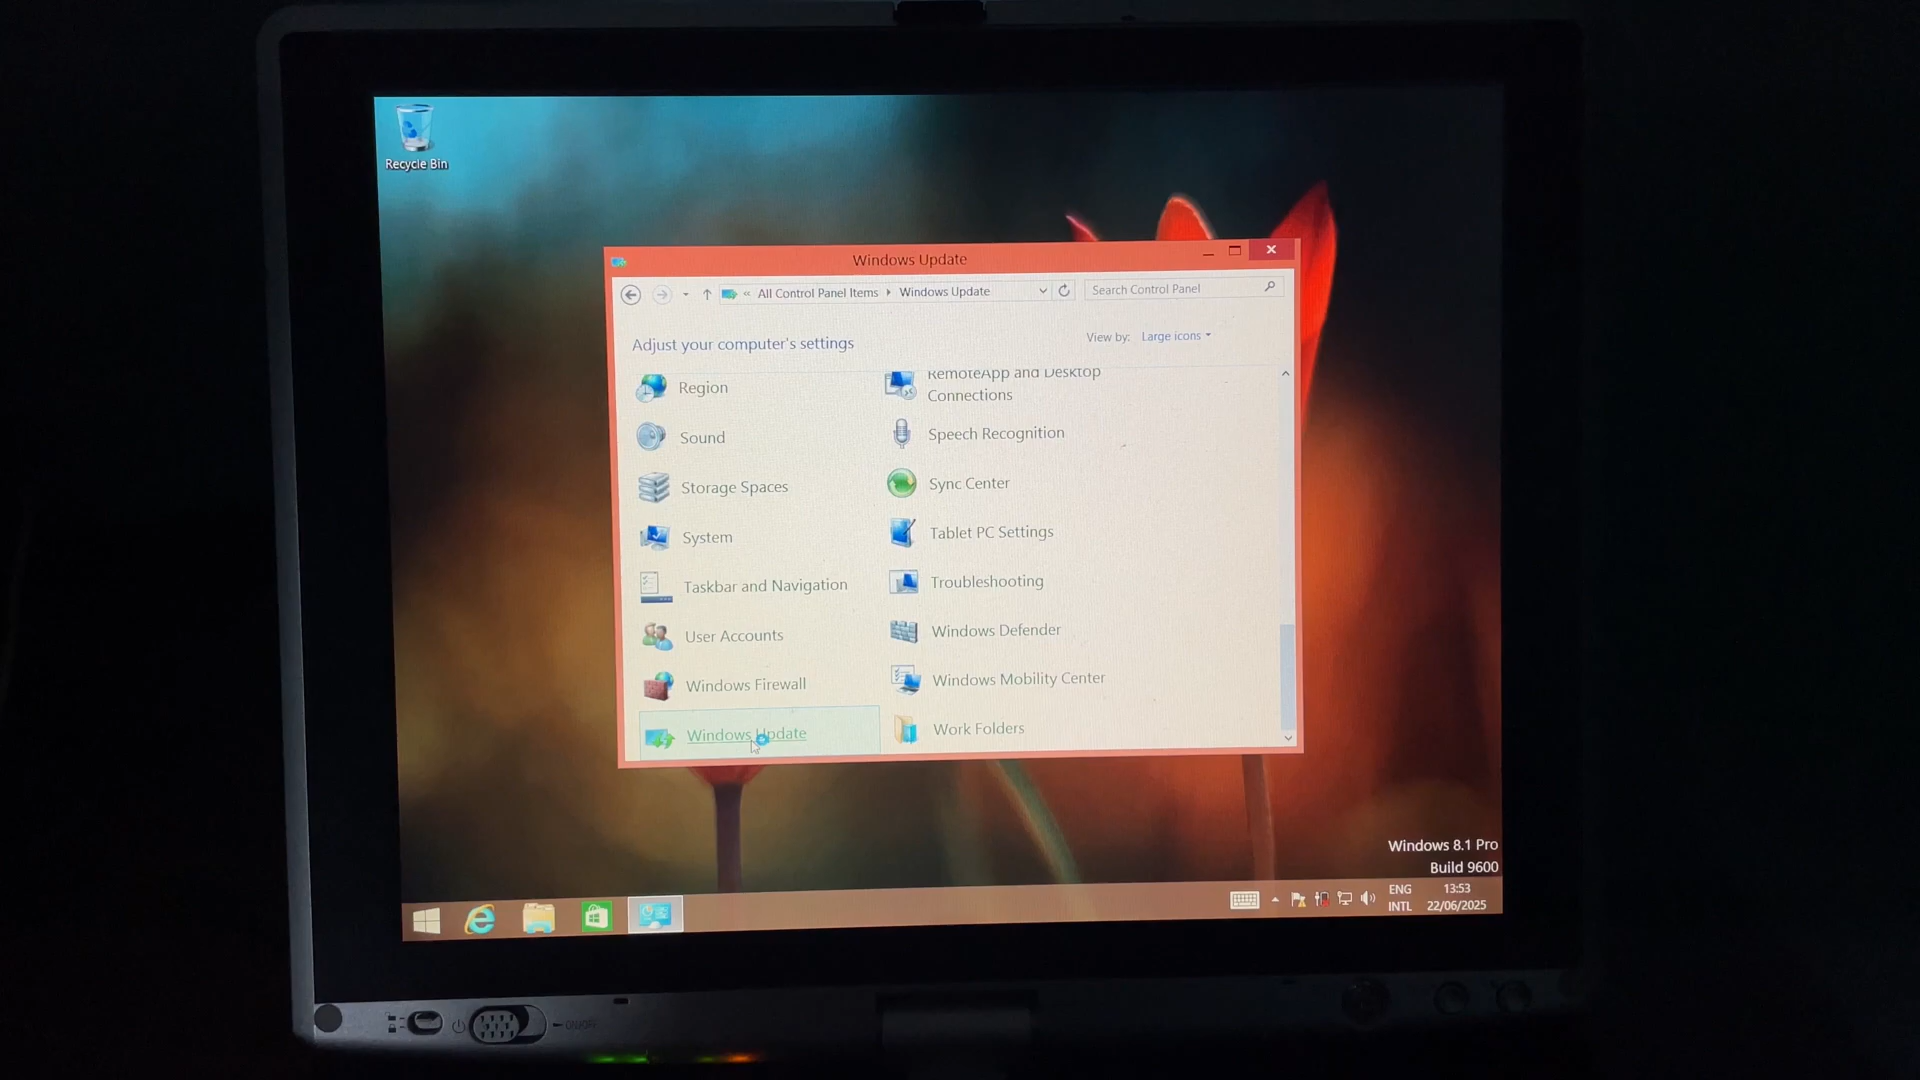 Recycle Bin
Windows Update
« All Control Panel Items Windows Update
Search Control Panel
Adjust your computer's settings
View by: Large icons
Region
RemoteApp and Desktop
Connections
Sound
Speech Recognition
Storage Spaces
Sync Center
System
Tablet PC Settings
Taskbar and Navigation
Troubleshooting
User Accounts
Windows Defender
Windows Firewall
Windows Mobility Center
Windows Update
Work Folders
Windows 8.1 Pro
Build 9600
ENG
INTL
13:53
22/06/2025
ON/OFF